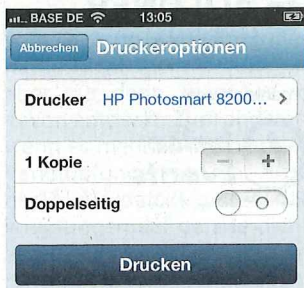 BASE DE 13:05
Abbrechen Druckeroptionen
Drucker HP Photosmart 8200...
1 Kopie - +
Doppelseitig
Drucken